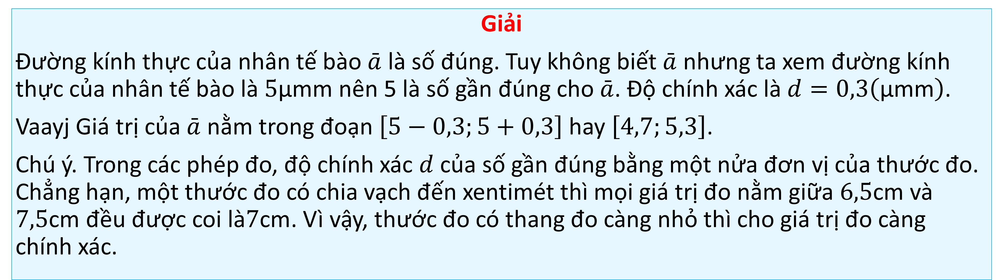 Giải
Đường kính thực của nhân tế bào ā là số đúng. Tuy không biết ā nhưng ta xem đường kính
thực của nhân tế bào là 5μmm nên 5 là số gần đúng cho ā. Độ chính xác là d = 0,3(μmm).
Vaayj Giá trị của ā nằm trong đoạn [5 − 0,3; 5 + 0,3] hay [4,7; 5,3].
Chú ý. Trong các phép đo, độ chính xác d của số gần đúng bằng một nửa đơn vị của thước đo.
Chẳng hạn, một thước đo có chia vạch đến xentimét thì mọi giá trị đo nằm giữa 6,5cm và
7,5cm đều được coi là7cm. Vì vậy, thước đo có thang đo càng nhỏ thì cho giá trị đo càng
chính xác.